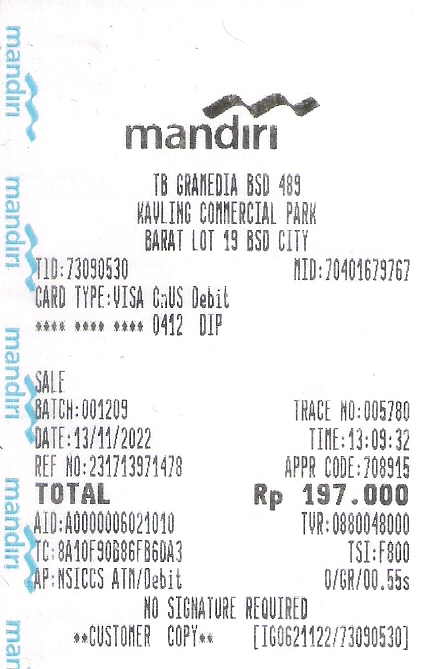 mandiri
TB GRAMEDIA BSD 489
KAVLING COMMERCIAL PARK
BARAT LOT 19 BSD CITY
TID:73090530 MID:70401679767
CARD TYPE:VISA CnUS Debit
**** **** **** 0412 DIP
SALE
BATCH:001209 TRACE NO:005780
DATE:13/11/2022 TIME:13:09:32
REF NO:231713971478 APPR CODE:708915
TOTAL Rp 197.000
AID:A0000006021010 TVR:0880048000
TC:8A10F90B86FB6DA3 TSI:F800
AP:NSICCS ATM/Debit 0/GR/00.55s
NO SIGNATURE REQUIRED
**CUSTOMER COPY** [IG0621122/73090530]
mandiri
mandiri
mandiri
mandiri
mandiri